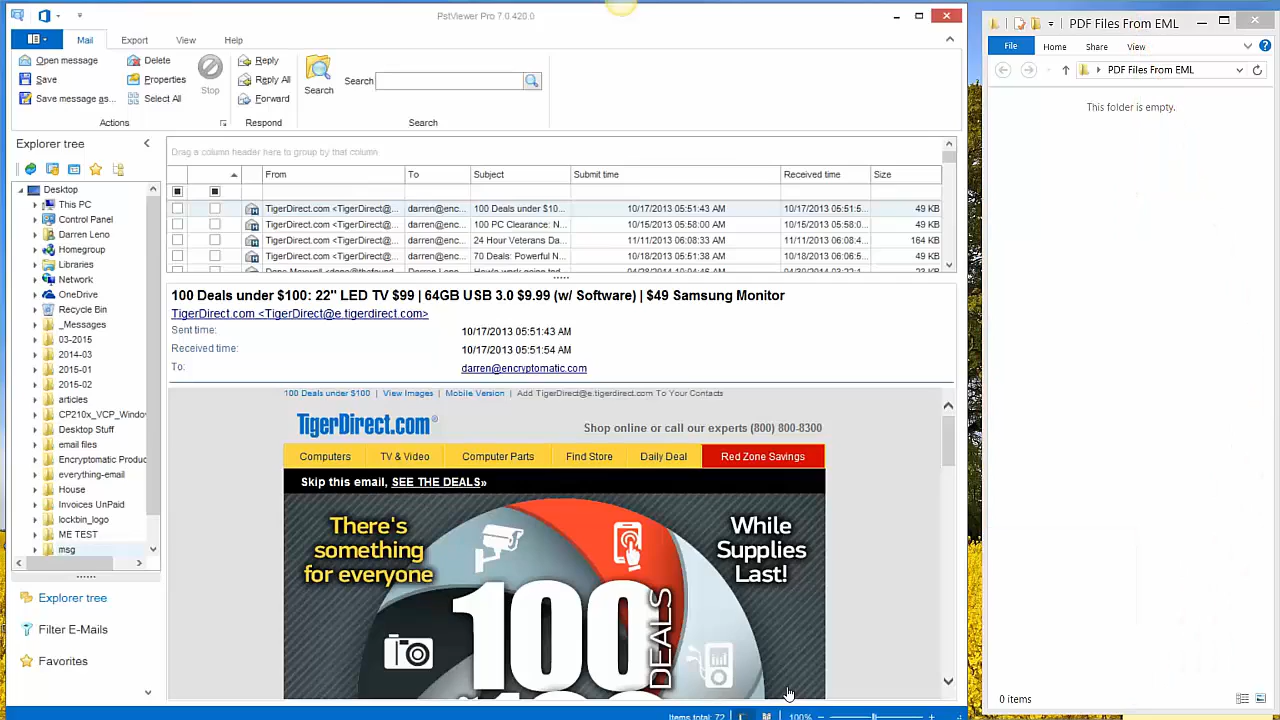 PstViewer Pro 7.0.420.0
Mail Export View Help
Open message Delete Reply
Save Properties Reply All
Save message as... Select All Forward
Stop Search Search
Actions Respond Search
Explorer tree
Desktop
This PC
Control Panel
Darren Leno
Homegroup
Libraries
Network
OneDrive
Recycle Bin
_Messages
03-2015
2014-03
2015-01
2015-02
articles
CP210x_VCP_Windo
Desktop Stuff
email files
Encryptomatic Produc
everything-email
House
Invoices UnPaid
lockbin_logo
ME TEST
msg
Explorer tree
Filter E-Mails
Favorites
Drag a column header here to group by that column
From To Subject Submit time Received time Size
TigerDirect.com <TigerDirect@... darren@enc... 100 Deals under $10... 10/17/2013 05:51:43 AM 10/17/2013 05:51:5... 49 KB
TigerDirect.com <TigerDirect@... darren@enc... 100 PC Clearance: N... 10/15/2013 05:58:00 AM 10/15/2013 05:58:0... 49 KB
TigerDirect.com <TigerDirect@... darren@enc... 24 Hour Veterans Da... 11/11/2013 06:08:33 AM 11/11/2013 06:08:4... 164 KB
TigerDirect.com <TigerDirect@... darren@enc... 70 Deals: Powerful N... 10/18/2013 05:51:38 AM 10/18/2013 06:06:5... 49 KB
100 Deals under $100: 22" LED TV $99 | 64GB USB 3.0 $9.99 (w/ Software) | $49 Samsung Monitor
TigerDirect.com <TigerDirect@e.tigerdirect.com>
Sent time: 10/17/2013 05:51:43 AM
Received time: 10/17/2013 05:51:54 AM
To: darren@encryptomatic.com
100 Deals under $100 | View Images | Mobile Version | Add TigerDirect@e.tigerdirect.com To Your Contacts
TigerDirect.com® Shop online or call our experts (800) 800-8300
Computers TV & Video Computer Parts Find Store Daily Deal Red Zone Savings
Skip this email, SEE THE DEALS»
There's
something
for everyone
While
Supplies
Last!
100
DEALS
Items total: 72 100%
PDF Files From EML
File Home Share View
PDF Files From EML
This folder is empty.
0 items